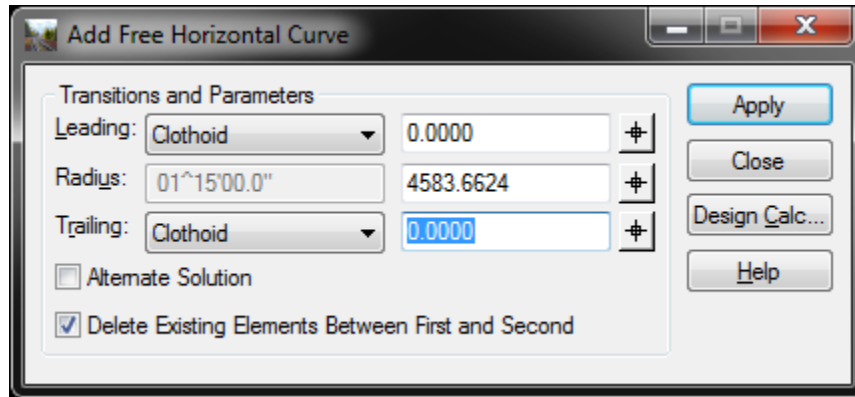 Add Free Horizontal Curve
Transitions and Parameters
Leading: Clothoid 0.0000
Radius: 01^15'00.0" 4583.6624
Trailing: Clothoid 0.0000
Alternate Solution
Delete Existing Elements Between First and Second
Apply
Close
Design Calc...
Help